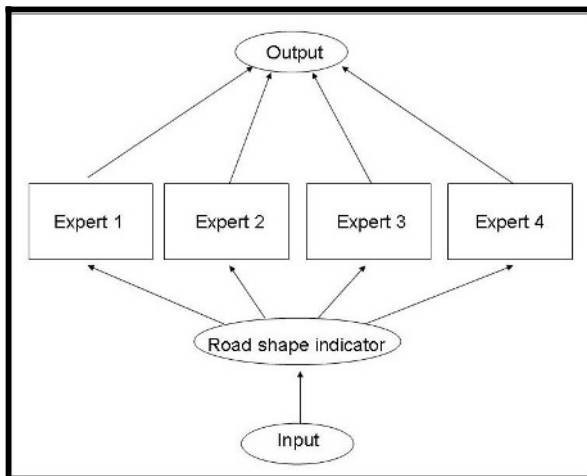 Output
Expert 1
Expert 2
Expert 3
Expert 4
Road shape indicator
Input